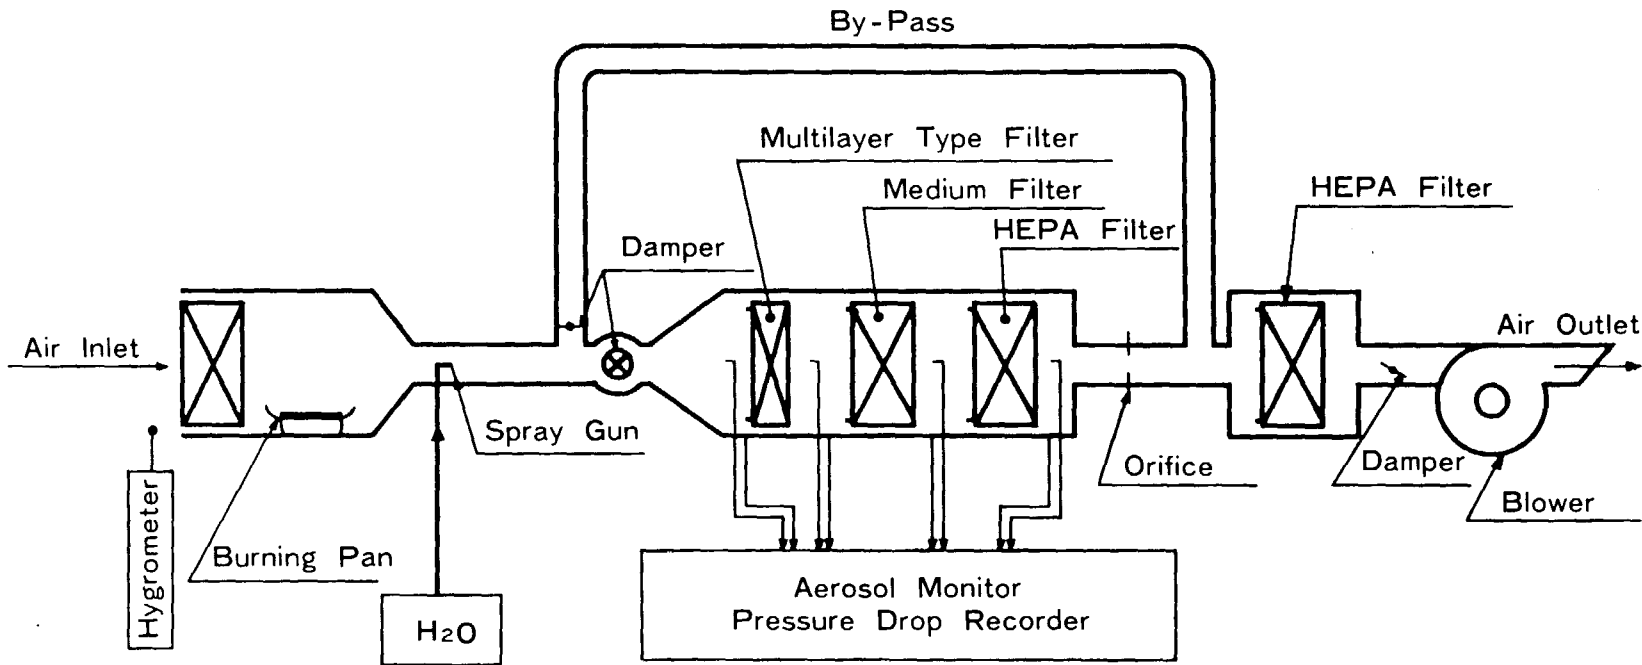 By-Pass
Multilayer Type Filter
Medium Filter
HEPA Filter
HEPA Filter
Damper
Air Inlet
Air Outlet
Spray Gun
Orifice
Damper
Blower
Burning Pan
Hygrometer
H2O
Aerosol Monitor
Pressure Drop Recorder